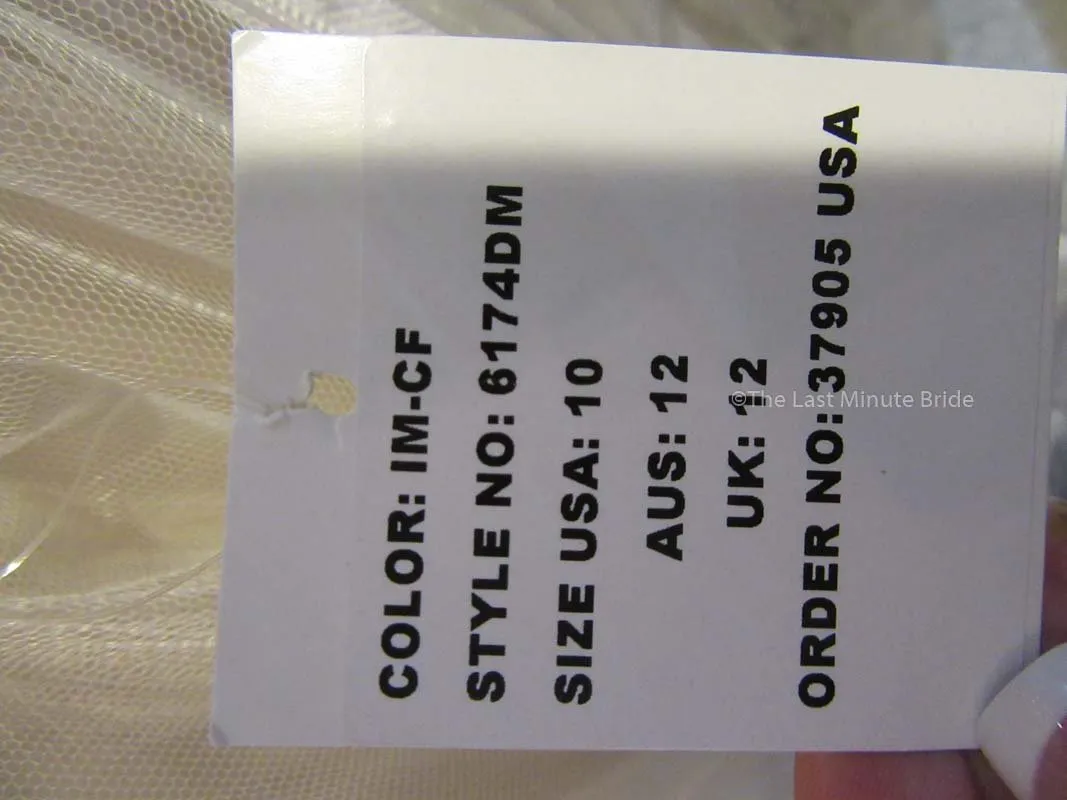 COLOR: IM-CF
STYLE NO: 6174DM
SIZE USA: 10
AUS: 12
UK: 12
ORDER NO: 37905 USA
©The Last Minute Bride